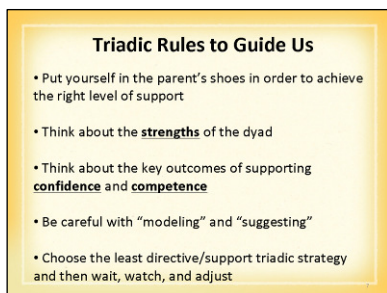 Triadic Rules to Guide Us
• Put yourself in the parent's shoes in order to achieve
the right level of support
• Think about the strengths of the dyad
• Think about the key outcomes of supporting
confidence and competence
• Be careful with "modeling" and "suggesting"
• Choose the least directive/support triadic strategy
and then wait, watch, and adjust